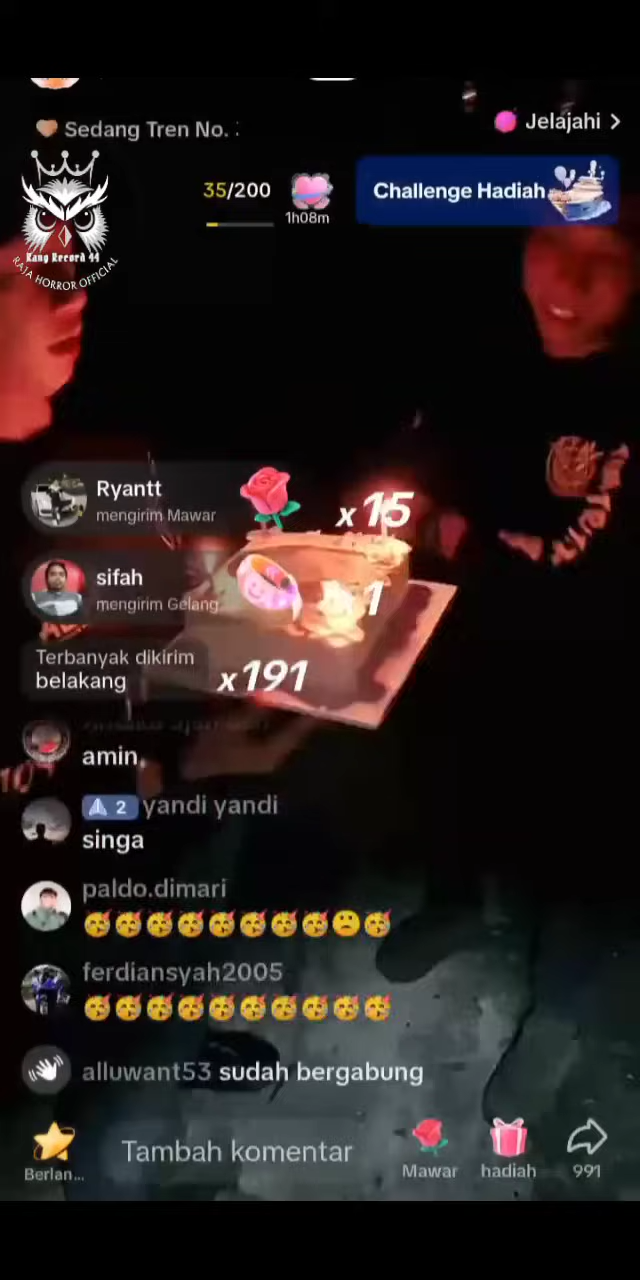 Sedang Tren No. :
Jelajahi >
35/200
1h08m
Challenge Hadiah
Kang Record 44
RAJA HORROR OFFICIAL
Ryantt
mengirim Mawar
x15
sifah
mengirim Gelang
x1
Terbanyak dikirim
belakang
x191
amin
2 yandi yandi
singa
paldo.dimari
🥳🥳🥳🥳🥳🥳🥳🥳🙁🥳
ferdiansyah2005
🥳🥳🥳🥳🥳🥳🥳🥳🥳🥳
alluwant53 sudah bergabung
Berlan...
Tambah komentar
Mawar
hadiah
991